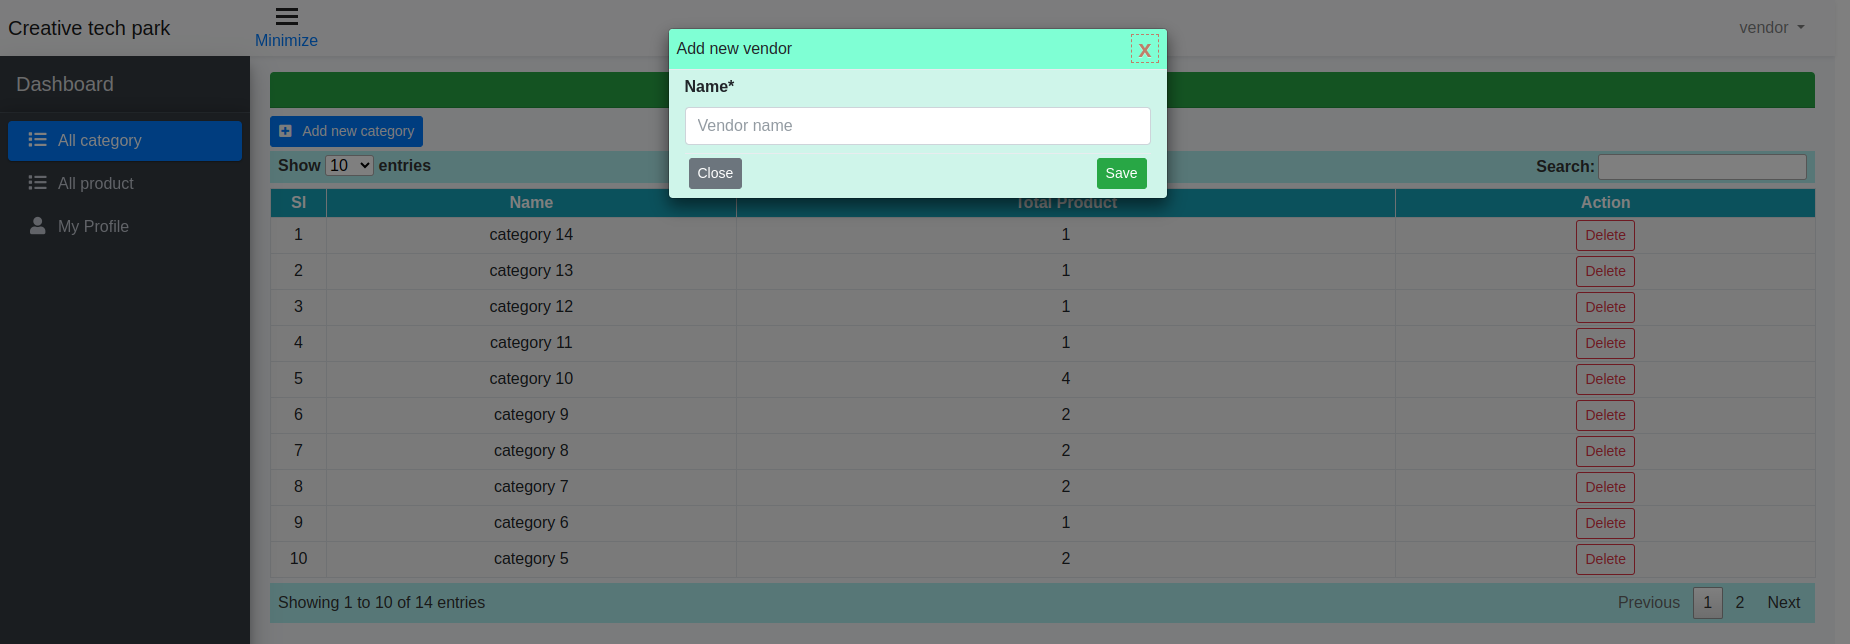 Creative tech park
Minimize
vendor
Dashboard
All category
All product
My Profile
Add new vendor
X
Name*
Vendor name
Close
Save
Add new category
Show 10 entries
Search:
Sl Name Total Product Action
1 category 14 1 Delete
2 category 13 1 Delete
3 category 12 1 Delete
4 category 11 1 Delete
5 category 10 4 Delete
6 category 9 2 Delete
7 category 8 2 Delete
8 category 7 2 Delete
9 category 6 1 Delete
10 category 5 2 Delete
Showing 1 to 10 of 14 entries
Previous 1 2 Next